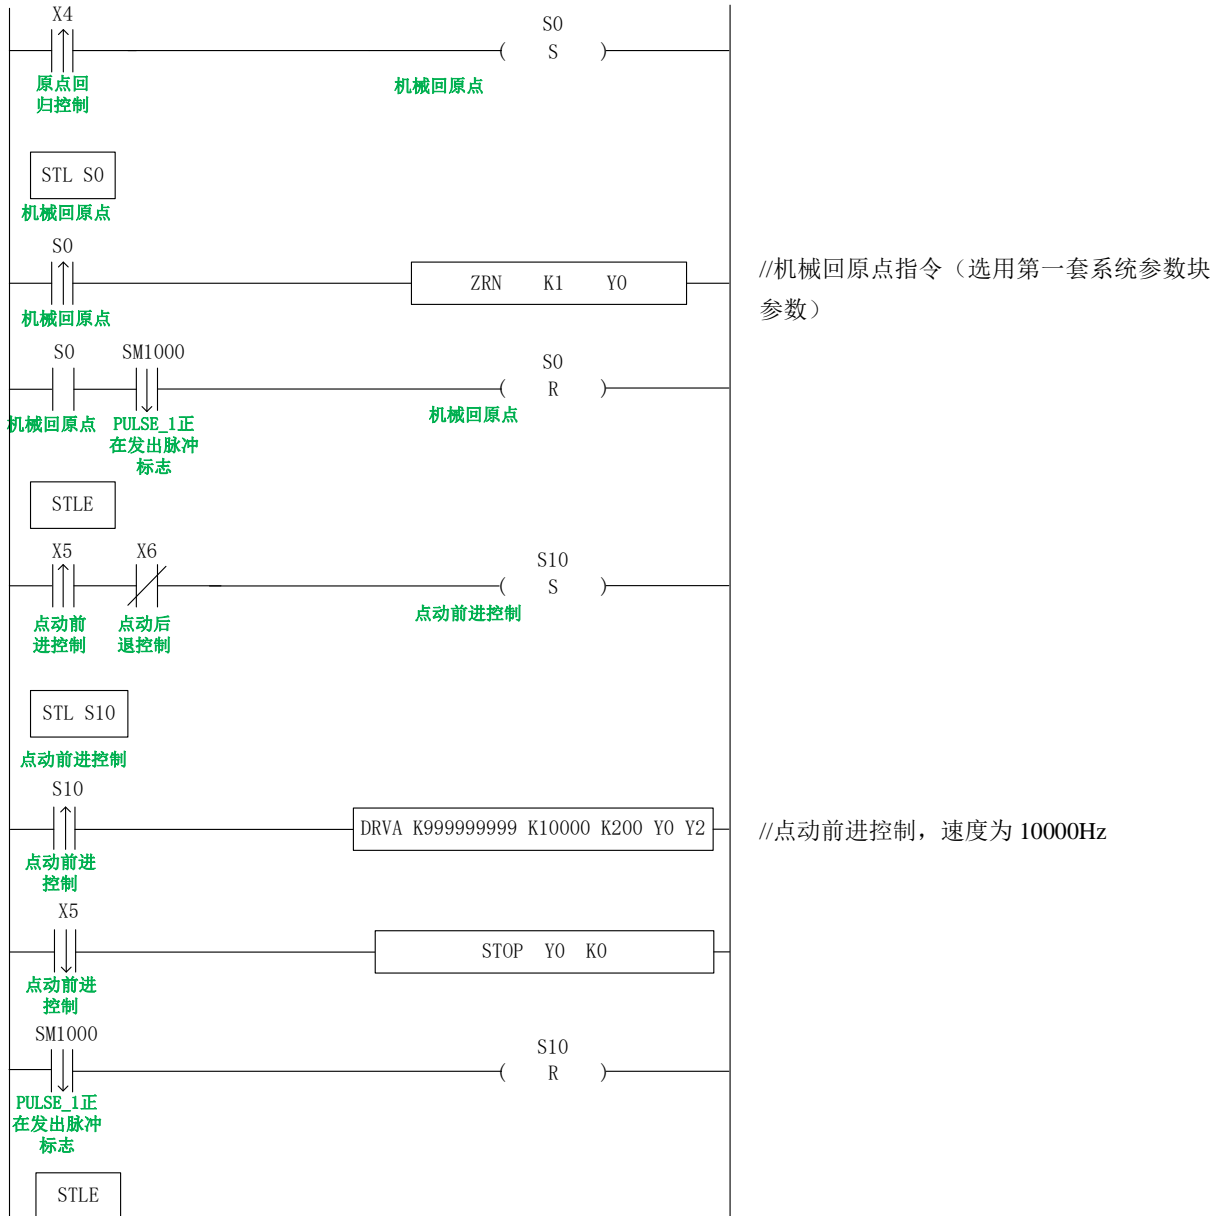 X4
S0
( S )
原点回
归控制
机械回原点
STL S0
机械回原点
S0
ZRN K1 Y0
//机械回原点指令（选用第一套系统参数块
参数）
机械回原点
S0 SM1000
S0
( R )
机械回原点
PULSE_1正
在发出脉冲
标志
机械回原点
STLE
X5 X6
S10
( S )
点动前
进控制
点动后
退控制
点动前进控制
STL S10
点动前进控制
S10
DRVA K999999999 K10000 K200 Y0 Y2
//点动前进控制，速度为 10000Hz
点动前进
控制
X5
STOP Y0 K0
点动前进
控制
SM1000
S10
( R )
PULSE_1正
在发出脉冲
标志
STLE